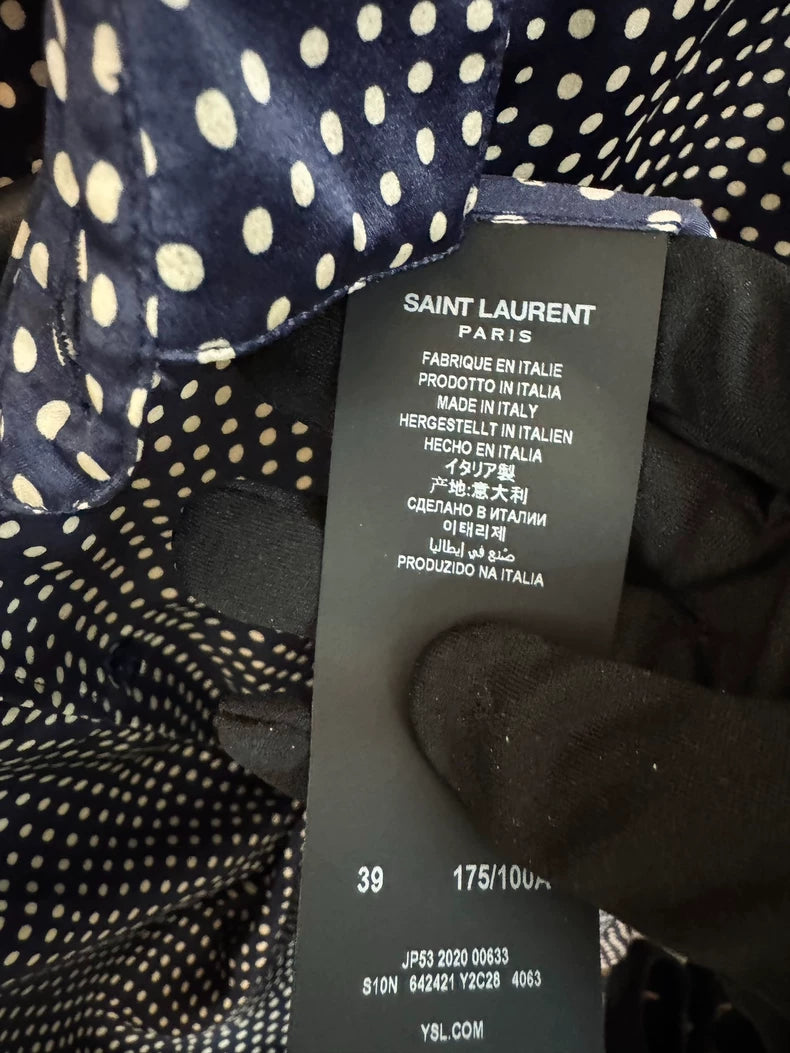 SAINT LAURENT
PARIS
FABRIQUE EN ITALIE
PRODOTTO IN ITALIA
MADE IN ITALY
HERGESTELLT IN ITALIEN
HECHO EN ITALIA
イタリア製
产地:意大利
СДЕЛАНО В ИТАЛИИ
이태리제
صُنع في إيطاليا
PRODUZIDO NA ITALIA
39 175/100A
JP53 2020 00633
S10N 642421 Y2C28 4063
YSL.COM